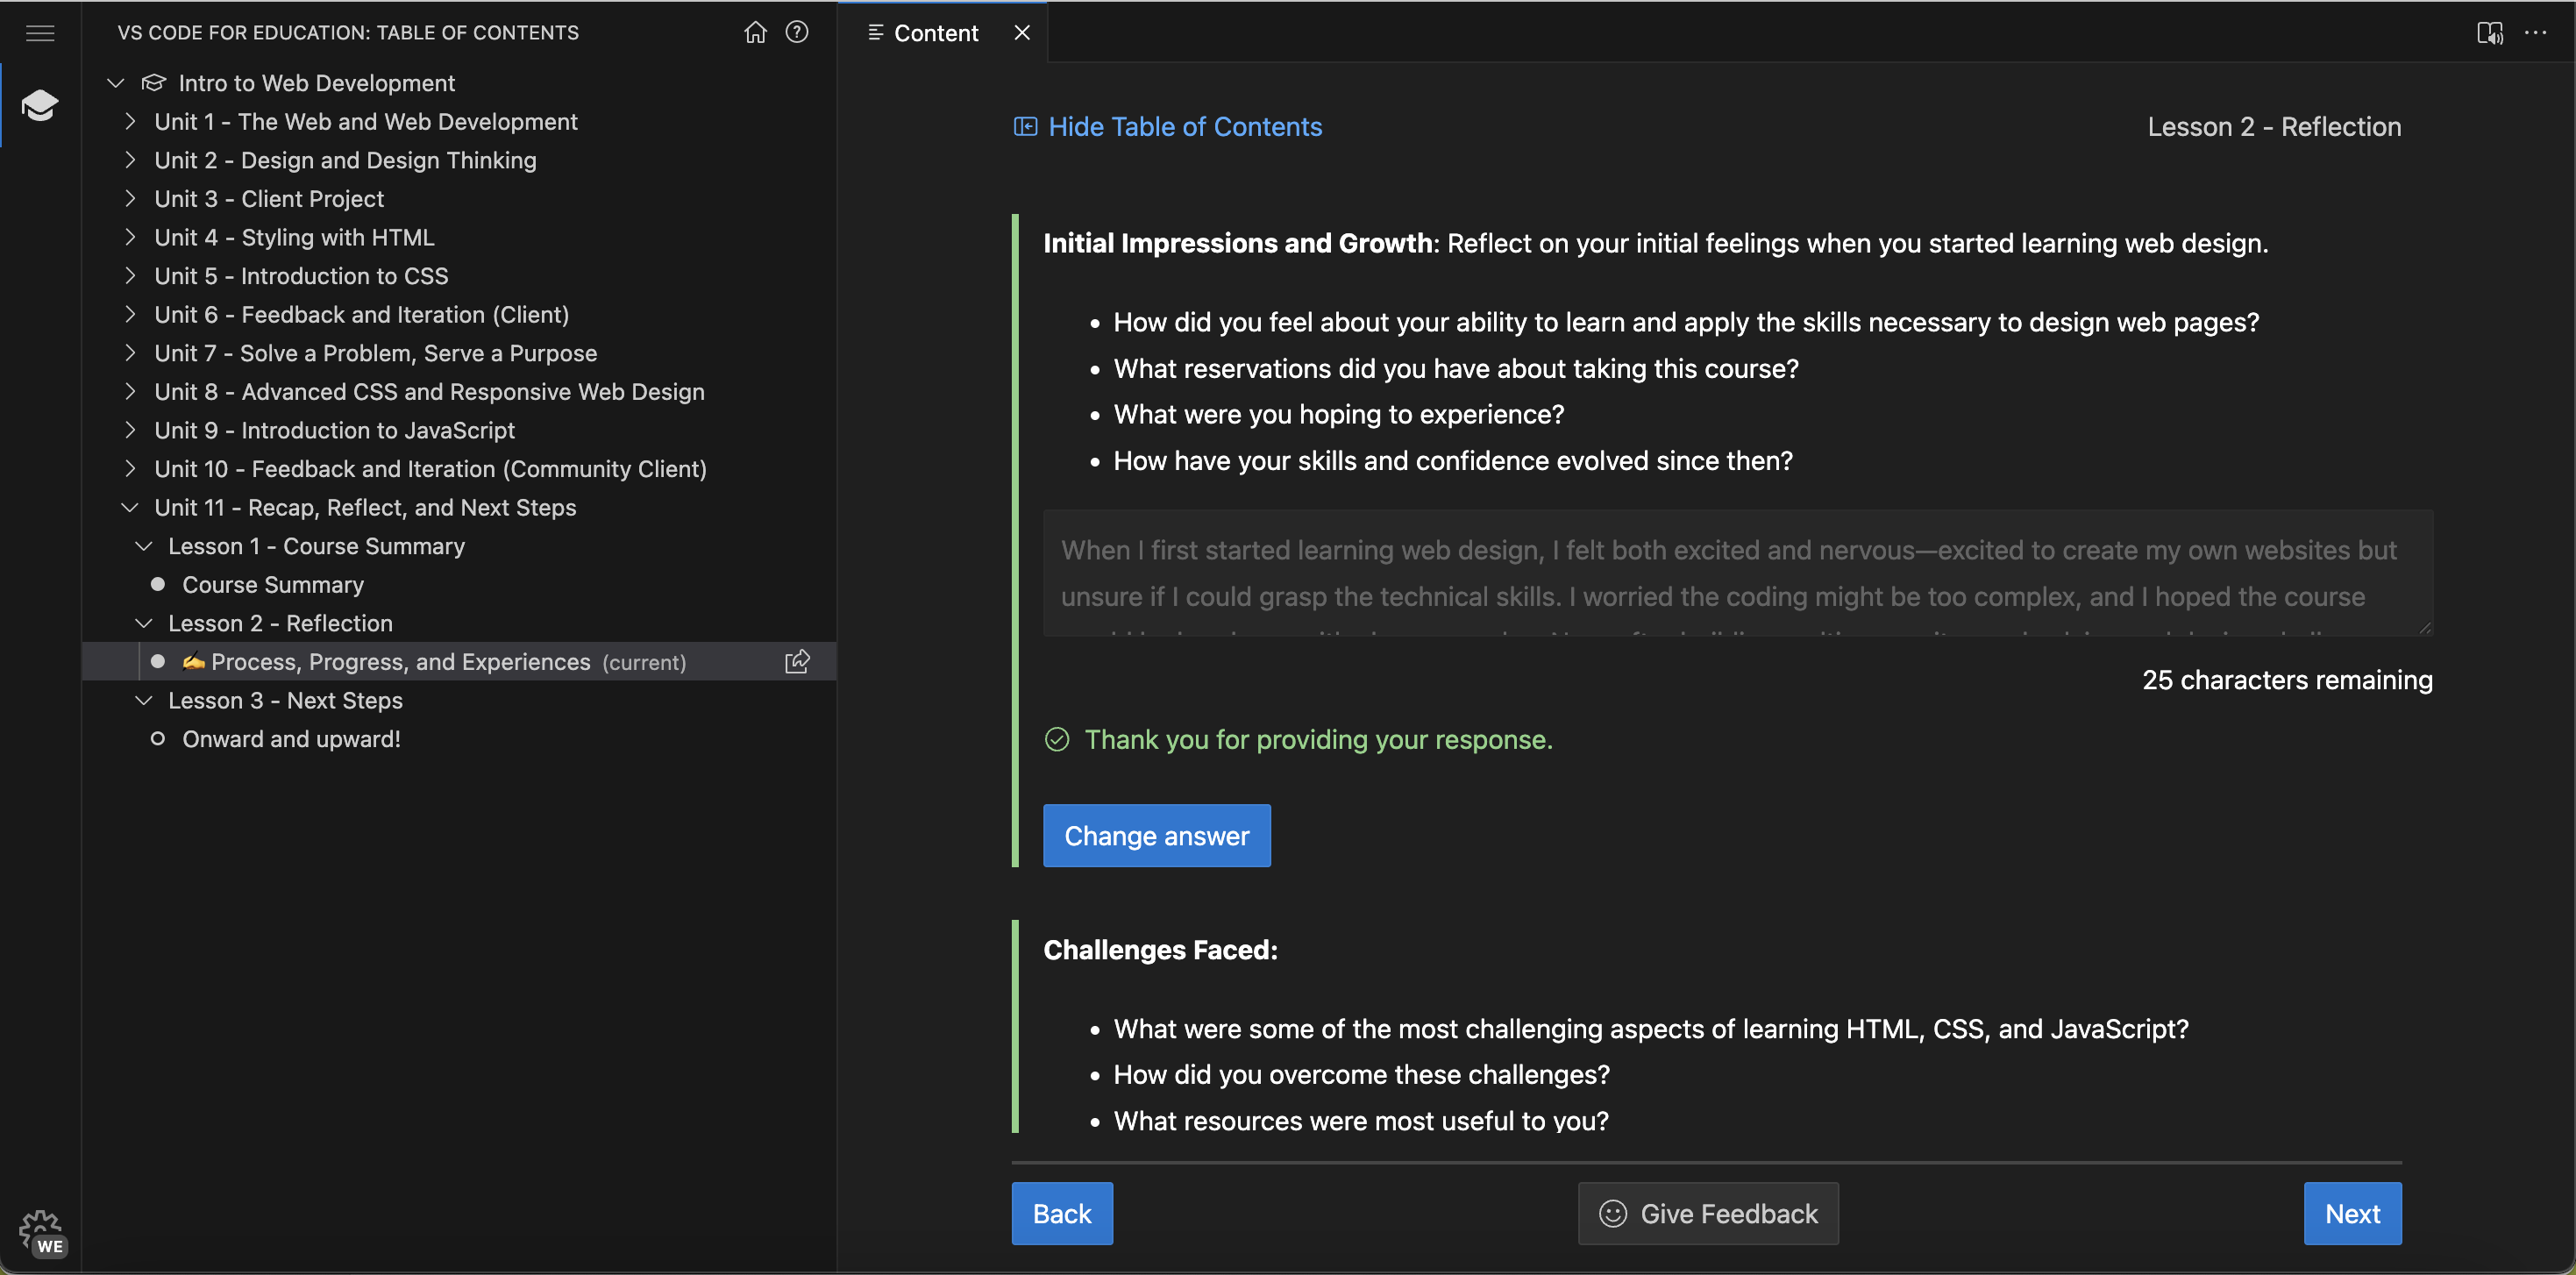 VS CODE FOR EDUCATION: TABLE OF CONTENTS
Intro to Web Development
Unit 1 - The Web and Web Development
Unit 2 - Design and Design Thinking
Unit 3 - Client Project
Unit 4 - Styling with HTML
Unit 5 - Introduction to CSS
Unit 6 - Feedback and Iteration (Client)
Unit 7 - Solve a Problem, Serve a Purpose
Unit 8 - Advanced CSS and Responsive Web Design
Unit 9 - Introduction to JavaScript
Unit 10 - Feedback and Iteration (Community Client)
Unit 11 - Recap, Reflect, and Next Steps
Lesson 1 - Course Summary
Course Summary
Lesson 2 - Reflection
✍️ Process, Progress, and Experiences (current)
Lesson 3 - Next Steps
Onward and upward!
WE
Content
Hide Table of Contents
Lesson 2 - Reflection
Initial Impressions and Growth: Reflect on your initial feelings when you started learning web design.
• How did you feel about your ability to learn and apply the skills necessary to design web pages?
• What reservations did you have about taking this course?
• What were you hoping to experience?
• How have your skills and confidence evolved since then?
When I first started learning web design, I felt both excited and nervous—excited to create my own websites but
unsure if I could grasp the technical skills. I worried the coding might be too complex, and I hoped the course
25 characters remaining
Thank you for providing your response.
Change answer
Challenges Faced:
• What were some of the most challenging aspects of learning HTML, CSS, and JavaScript?
• How did you overcome these challenges?
• What resources were most useful to you?
Back
Give Feedback
Next